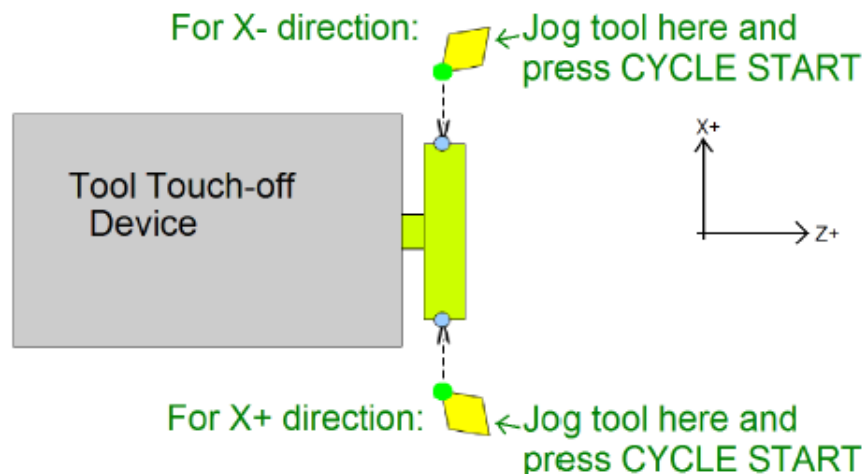 For X- direction:
Jog tool here and
press CYCLE START
Tool Touch-off
Device
X+
Z+
For X+ direction:
Jog tool here and
press CYCLE START